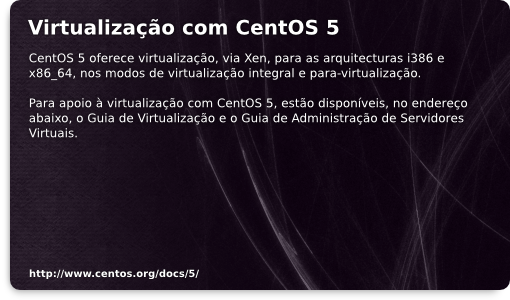 Virtualização com CentOS 5
CentOS 5 oferece virtualização, via Xen, para as arquitecturas i386 e
x86_64, nos modos de virtualização integral e para-virtualização.
Para apoio à virtualização com CentOS 5, estão disponíveis, no endereço
abaixo, o Guia de Virtualização e o Guia de Administração de Servidores
Virtuais.
http://www.centos.org/docs/5/